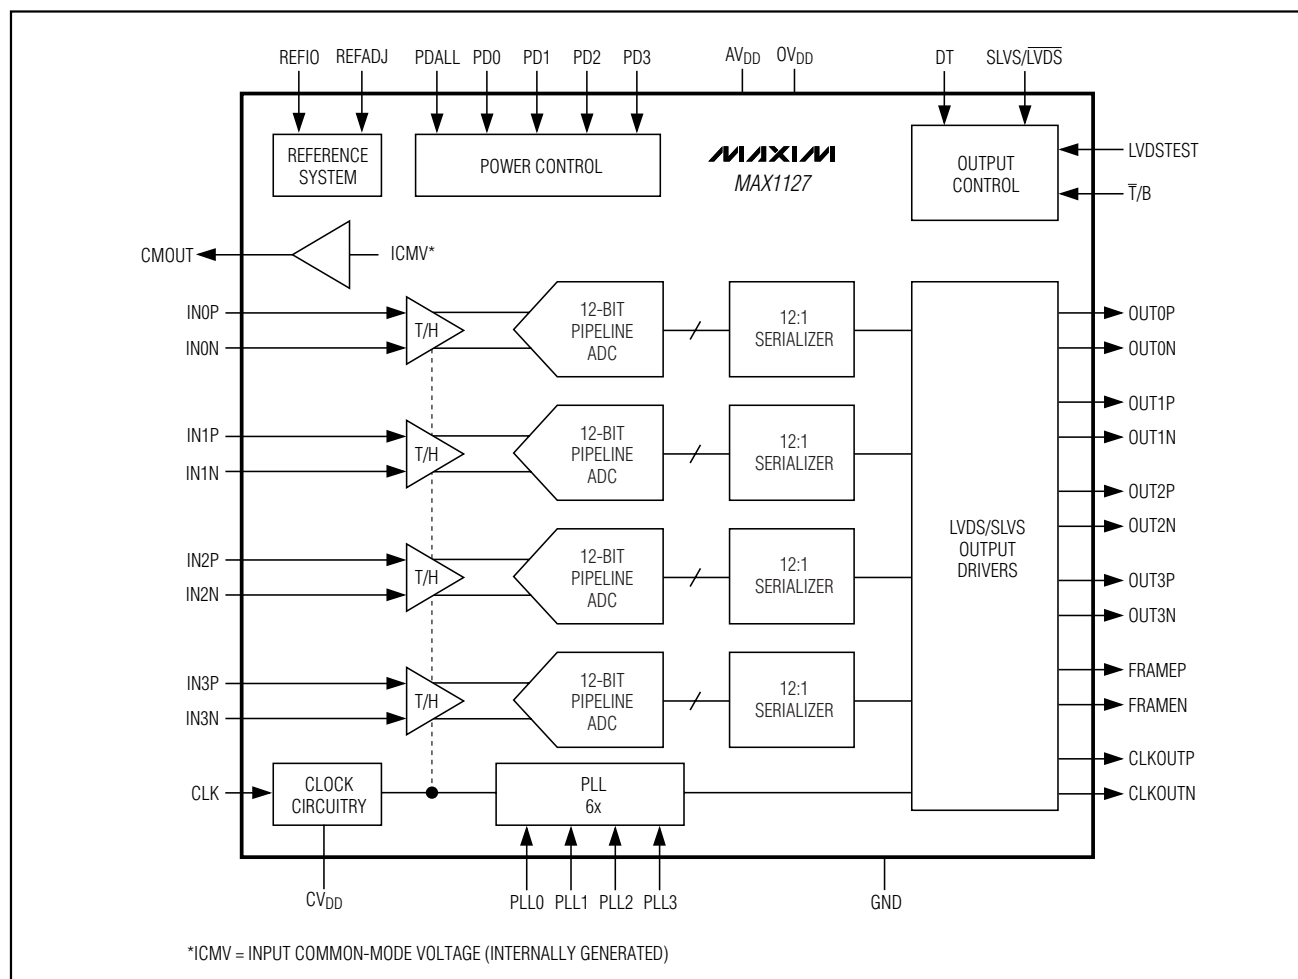 REFIO REFADJ PDALL PD0 PD1 PD2 PD3 AVDD OVDD DT SLVS/L̅V̅D̅S̅
REFERENCE
SYSTEM
POWER CONTROL
MAXIM
MAX1127
OUTPUT
CONTROL
LVDSTEST
T̅/B
CMOUT
ICMV*
IN0P
IN0N
T/H
12-BIT
PIPELINE
ADC
12:1
SERIALIZER
OUT0P
OUT0N
IN1P
IN1N
T/H
12-BIT
PIPELINE
ADC
12:1
SERIALIZER
OUT1P
OUT1N
IN2P
IN2N
T/H
12-BIT
PIPELINE
ADC
12:1
SERIALIZER
LVDS/SLVS
OUTPUT
DRIVERS
OUT2P
OUT2N
OUT3P
OUT3N
IN3P
IN3N
T/H
12-BIT
PIPELINE
ADC
12:1
SERIALIZER
FRAMEP
FRAMEN
CLK
CLOCK
CIRCUITRY
PLL
6x
CLKOUTP
CLKOUTN
CVDD PLL0 PLL1 PLL2 PLL3 GND
*ICMV = INPUT COMMON-MODE VOLTAGE (INTERNALLY GENERATED)